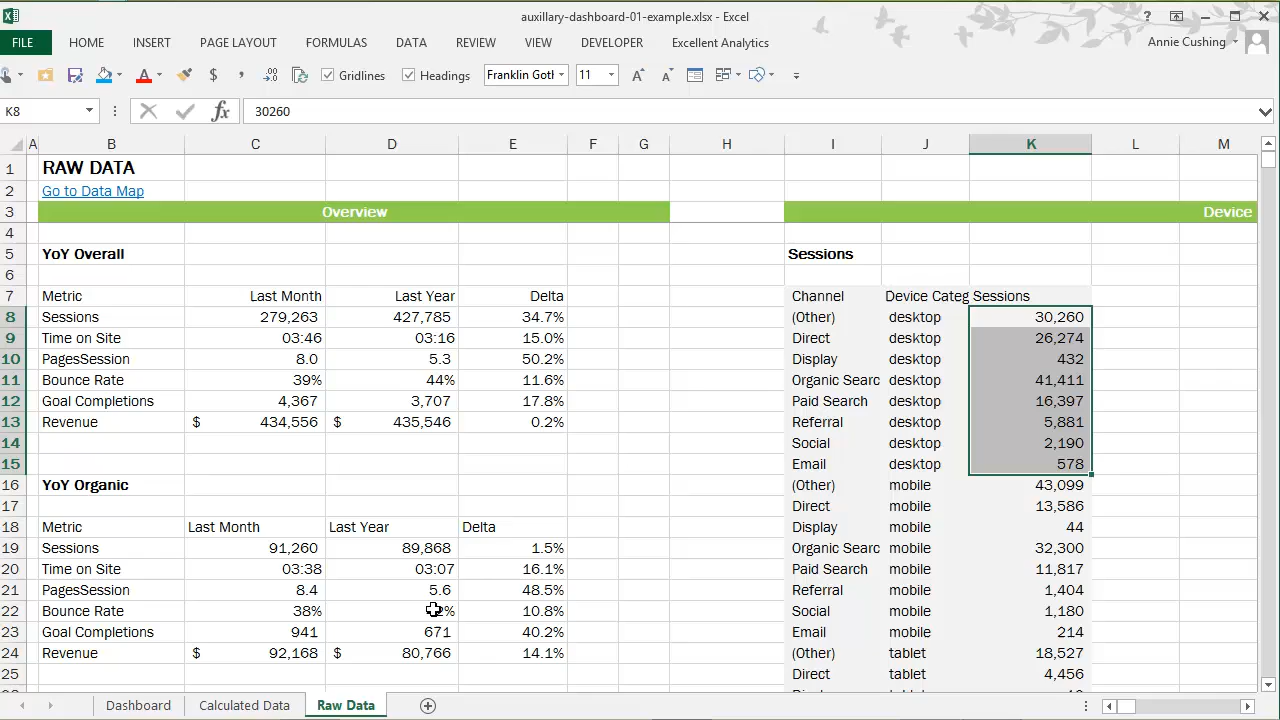 auxillary-dashboard-01-example.xlsx - Excel
FILE HOME INSERT PAGE LAYOUT FORMULAS DATA REVIEW VIEW DEVELOPER Excellent Analytics Annie Cushing
Gridlines Headings Franklin Gotl 11
K8 fx 30260
A B C D E F G H I J K L M
1 RAW DATA
2 Go to Data Map
3 Overview Device
4
5 YoY Overall Sessions
6
7 Metric Last Month Last Year Delta Channel Device Categ Sessions
8 Sessions 279,263 427,785 34.7% (Other) desktop 30,260
9 Time on Site 03:46 03:16 15.0% Direct desktop 26,274
10 PagesSession 8.0 5.3 50.2% Display desktop 432
11 Bounce Rate 39% 44% 11.6% Organic Searc desktop 41,411
12 Goal Completions 4,367 3,707 17.8% Paid Search desktop 16,397
13 Revenue $ 434,556 $ 435,546 0.2% Referral desktop 5,881
14 Social desktop 2,190
15 Email desktop 578
16 YoY Organic (Other) mobile 43,099
17 Direct mobile 13,586
18 Metric Last Month Last Year Delta Display mobile 44
19 Sessions 91,260 89,868 1.5% Organic Searc mobile 32,300
20 Time on Site 03:38 03:07 16.1% Paid Search mobile 11,817
21 PagesSession 8.4 5.6 48.5% Referral mobile 1,404
22 Bounce Rate 38% % 10.8% Social mobile 1,180
23 Goal Completions 941 671 40.2% Email mobile 214
24 Revenue $ 92,168 $ 80,766 14.1% (Other) tablet 18,527
25 Direct tablet 4,456
Dashboard Calculated Data Raw Data